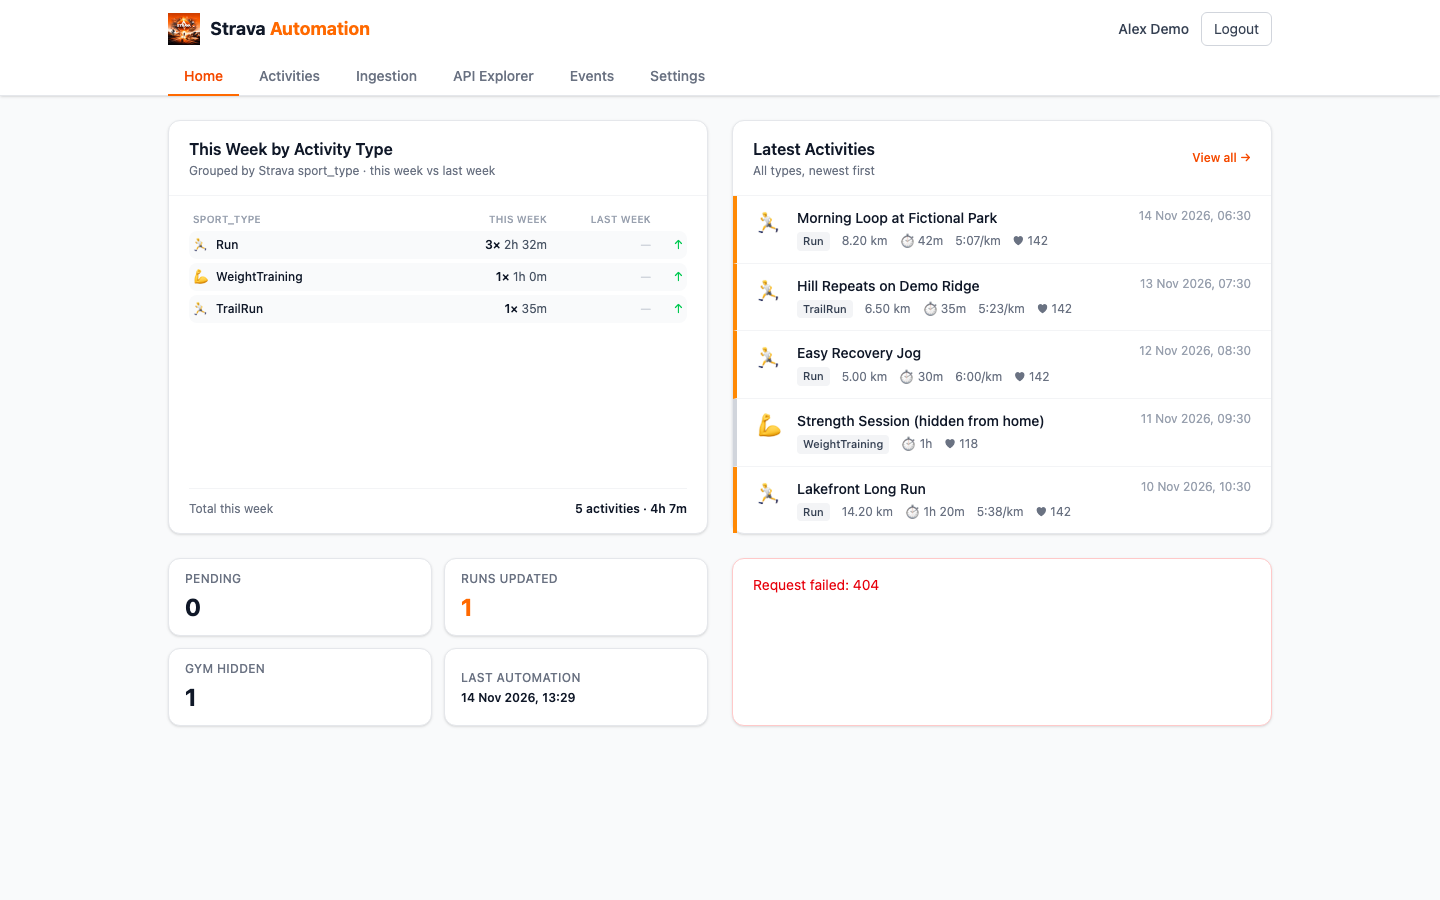 Strava Automation
Alex Demo
Logout
Home
Activities
Ingestion
API Explorer
Events
Settings
This Week by Activity Type
Grouped by Strava sport_type · this week vs last week
SPORT_TYPE THIS WEEK LAST WEEK
Run 3× 2h 32m — ↑
WeightTraining 1× 1h 0m — ↑
TrailRun 1× 35m — ↑
Total this week 5 activities · 4h 7m
Latest Activities
All types, newest first
View all →
Morning Loop at Fictional Park 14 Nov 2026, 06:30
Run 8.20 km 42m 5:07/km 142
Hill Repeats on Demo Ridge 13 Nov 2026, 07:30
TrailRun 6.50 km 35m 5:23/km 142
Easy Recovery Jog 12 Nov 2026, 08:30
Run 5.00 km 30m 6:00/km 142
Strength Session (hidden from home) 11 Nov 2026, 09:30
WeightTraining 1h 118
Lakefront Long Run 10 Nov 2026, 10:30
Run 14.20 km 1h 20m 5:38/km 142
PENDING
0
RUNS UPDATED
1
GYM HIDDEN
1
LAST AUTOMATION
14 Nov 2026, 13:29
Request failed: 404